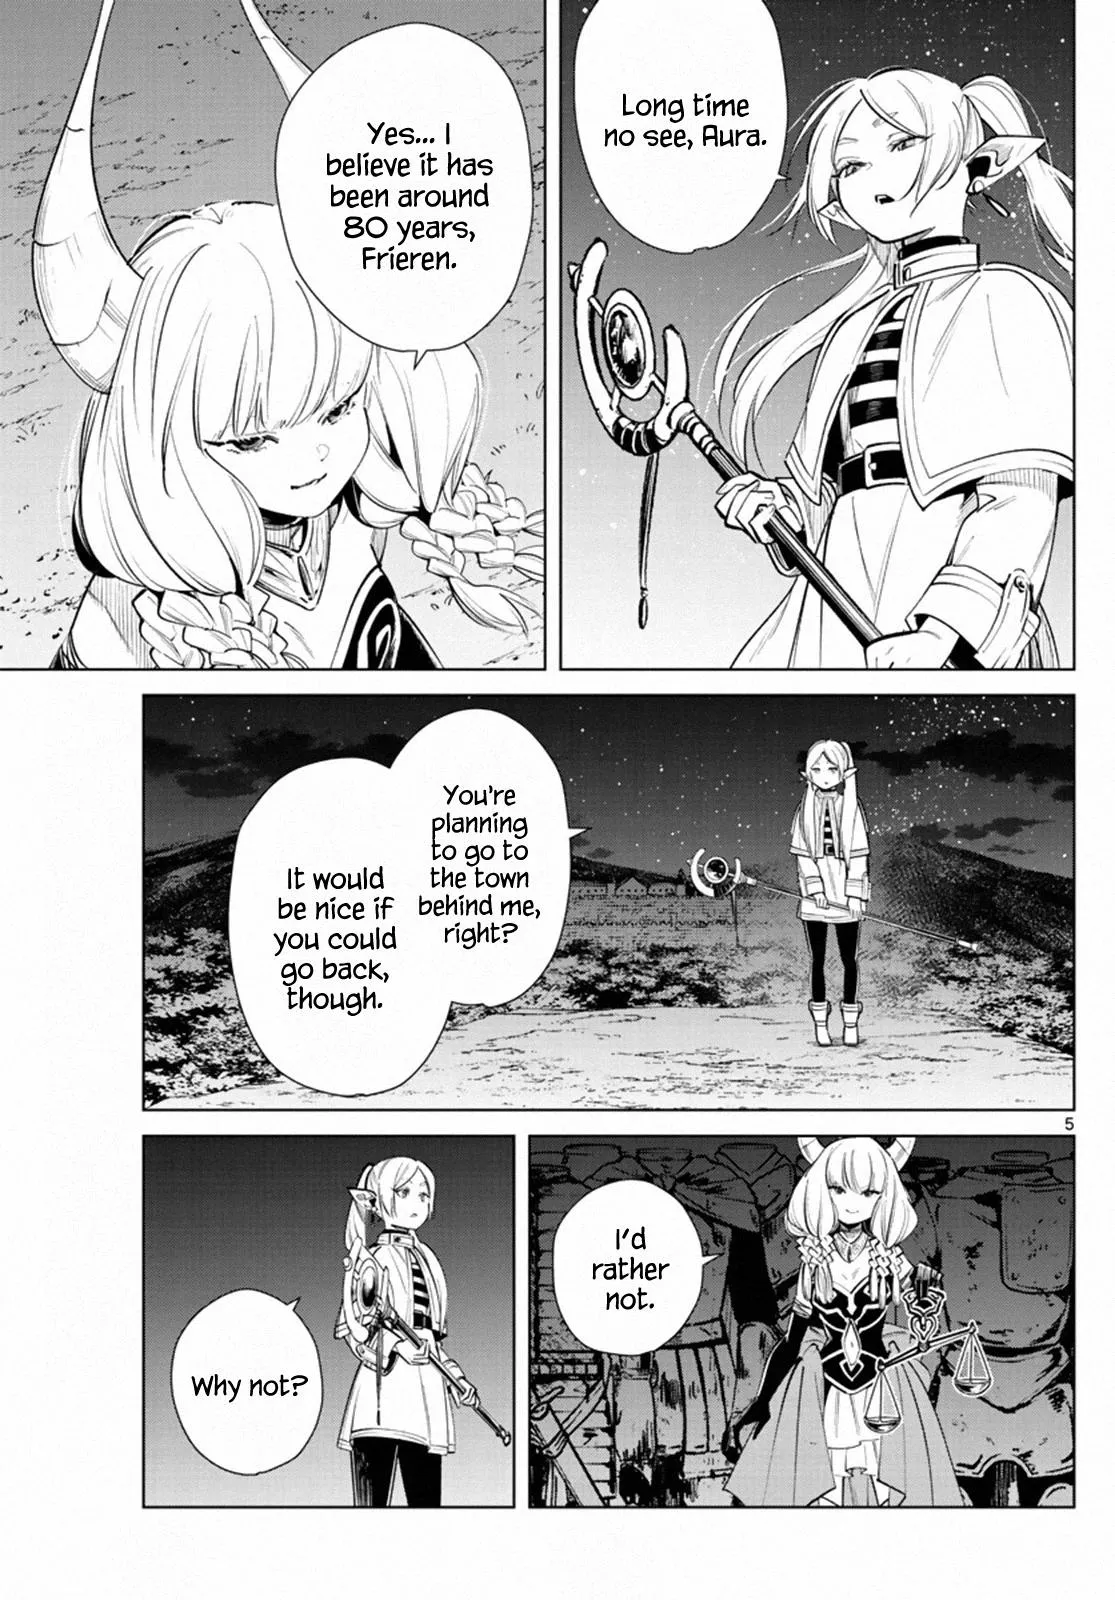 Long time
no see, Aura.
Yes... I
believe it has
been around
80 years,
Frieren.
You're
planning
to go to
the town
behind me,
right?
It would
be nice if
you could
go back,
though.
5
I'd
rather
not.
Why not?